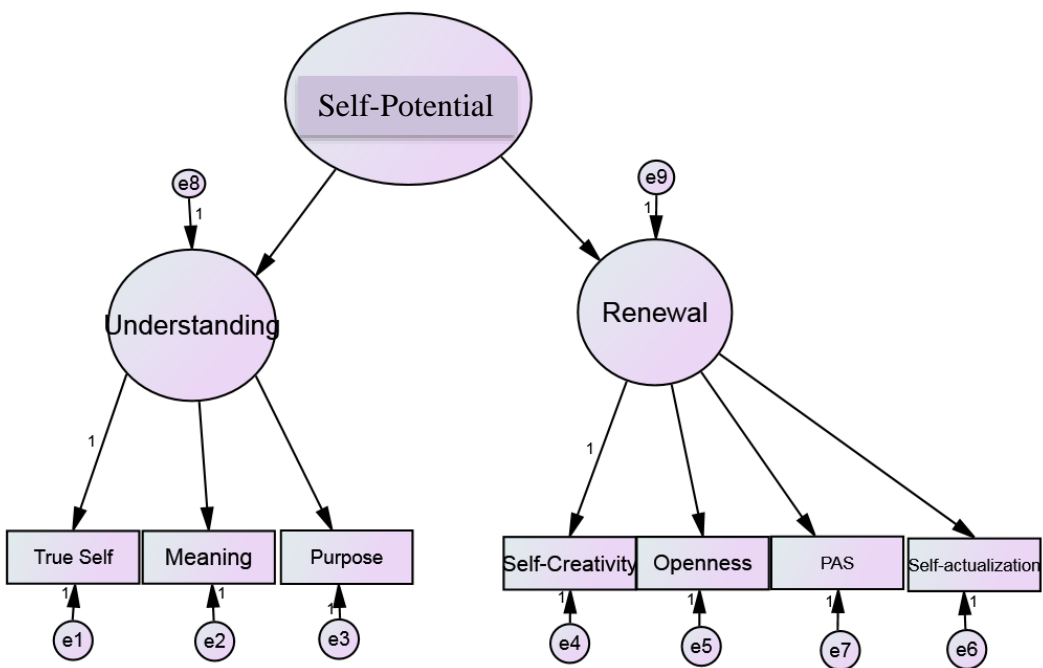 Self-Potential
e8
e9
1
1
Understanding
Renewal
1
1
True Self
Meaning
Purpose
Self-Creativity
Openness
PAS
Self-actualization
1
1
1
1
1
1
1
e1
e2
e3
e4
e5
e7
e6